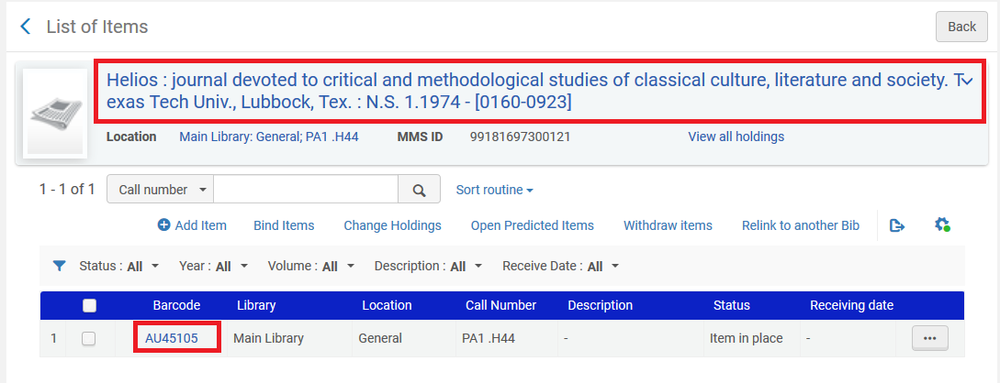 List of Items
Back
Helios : journal devoted to critical and methodological studies of classical culture, literature and society. T
exas Tech Univ., Lubbock, Tex. : N.S. 1.1974 - [0160-0923]
Location Main Library: General; PA1 .H44 MMS ID 99181697300121 View all holdings
1 - 1 of 1 Call number Sort routine
Add Item Bind Items Change Holdings Open Predicted Items Withdraw items Relink to another Bib
Status : All Year : All Volume : All Description : All Receive Date : All
Barcode Library Location Call Number Description Status Receiving date
1 AU45105 Main Library General PA1 .H44 - Item in place -